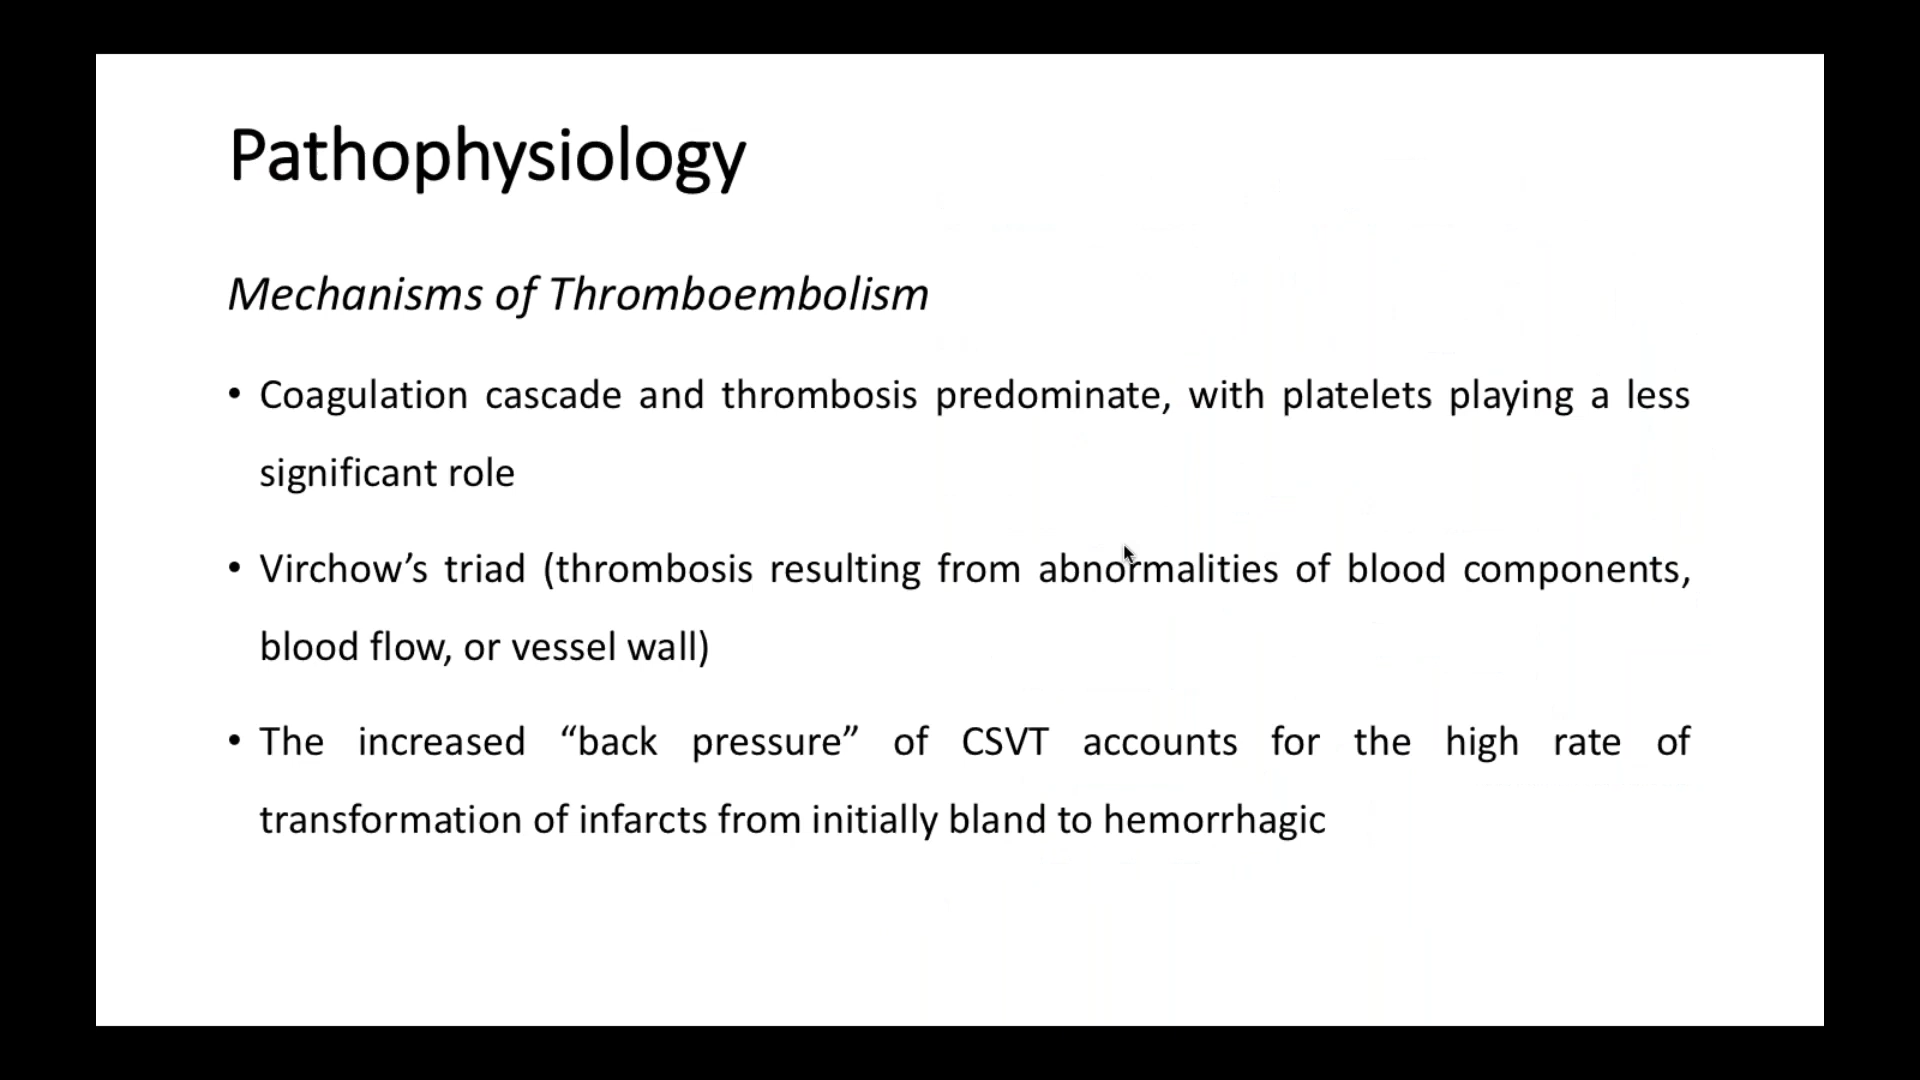 Pathophysiology
Mechanisms of Thromboembolism
• Coagulation cascade and thrombosis predominate, with platelets playing a less
significant role
• Virchow’s triad (thrombosis resulting from abnormalities of blood components,
blood flow, or vessel wall)
• The increased “back pressure” of CSVT accounts for the high rate of
transformation of infarcts from initially bland to hemorrhagic